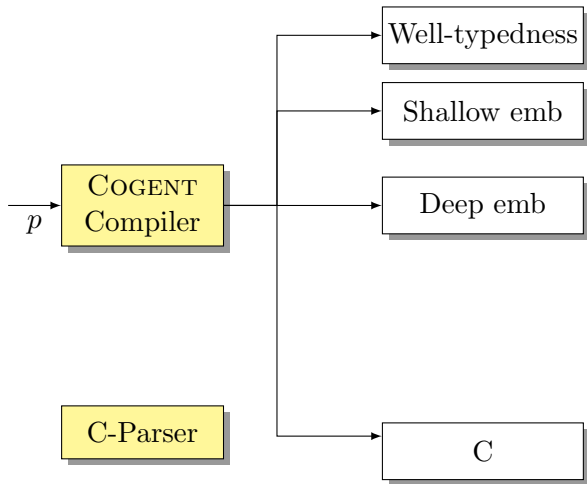 Well-typedness
Shallow emb
COGENT
Compiler
p
Deep emb
C-Parser
C